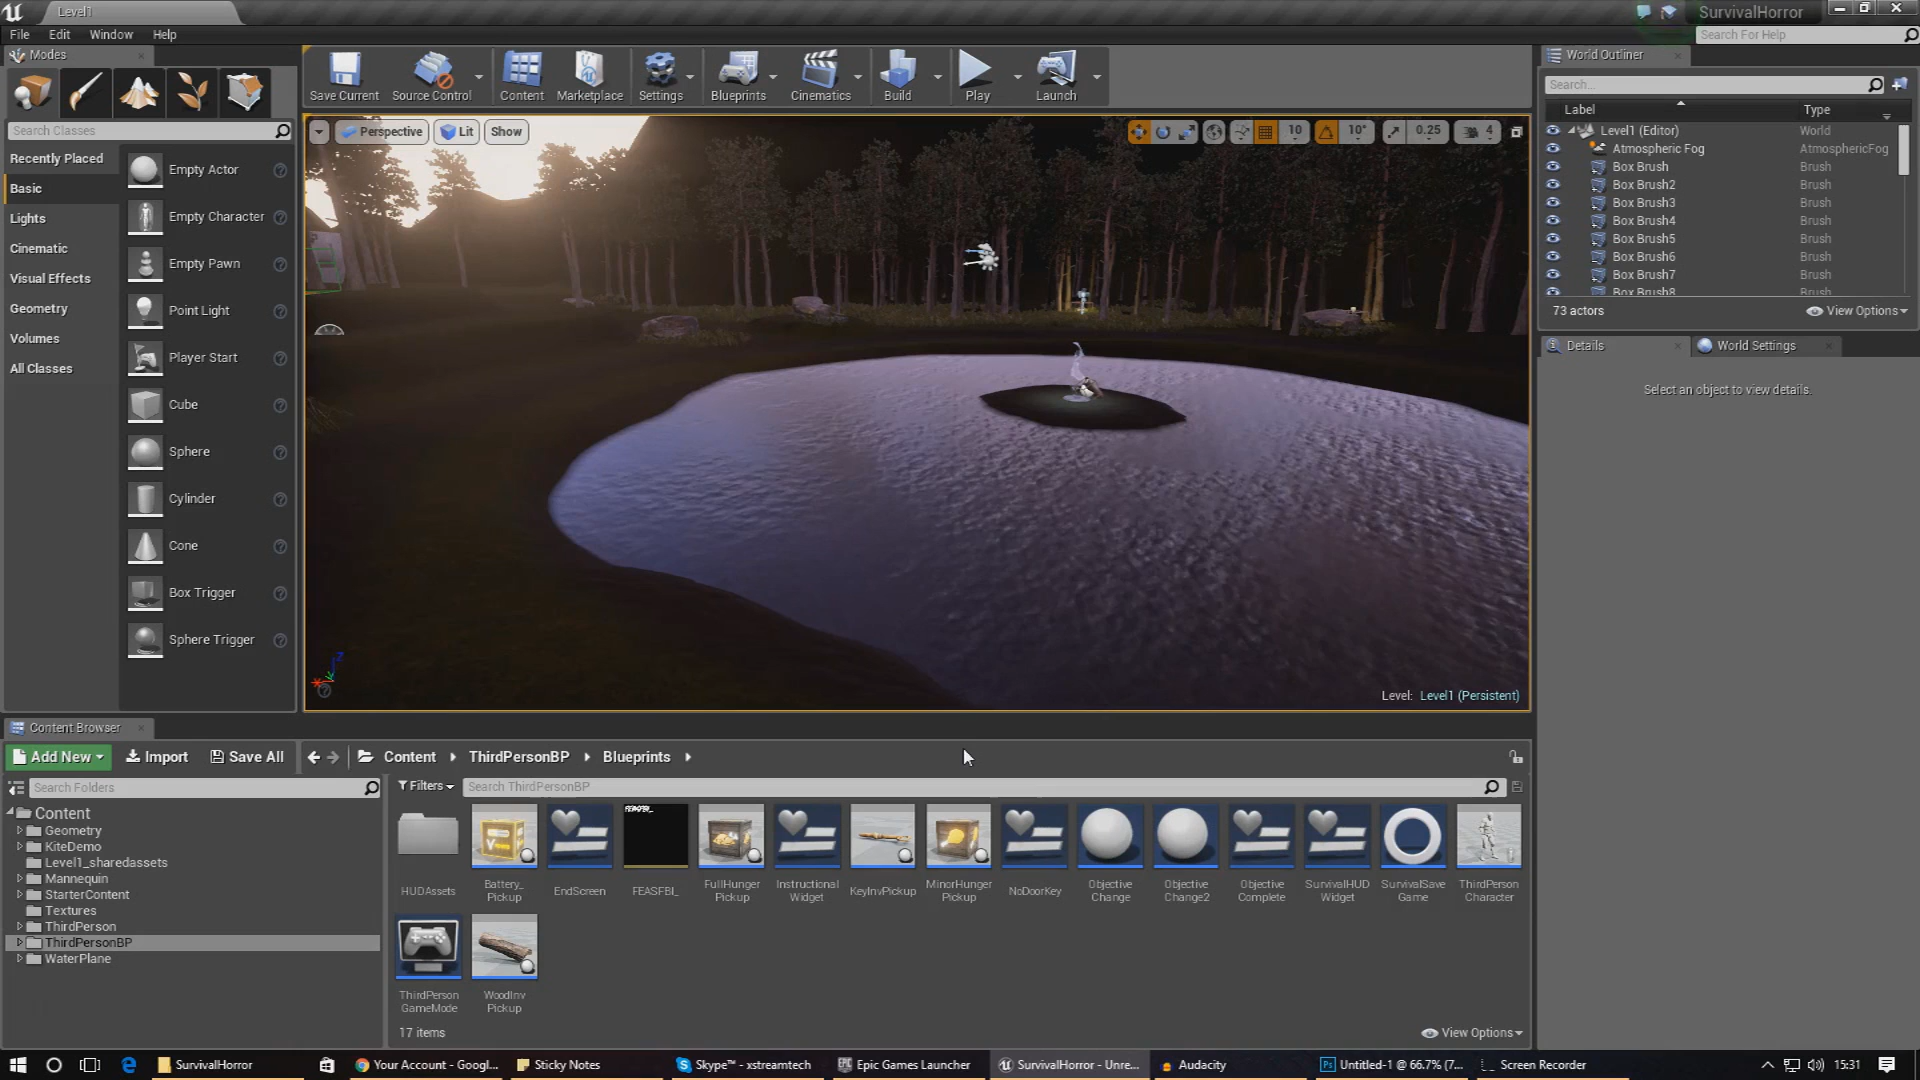 Level1
SurvivalHorror
File Edit Window Help
Search For Help
Modes
Save Current
Source Control
Content
Marketplace
Settings
Blueprints
Cinematics
Build
Play
Launch
World Outliner
Search...
Label Type
Level1 (Editor) World
Atmospheric Fog AtmosphericFog
Box Brush Brush
Box Brush2 Brush
Box Brush3 Brush
Box Brush4 Brush
Box Brush5 Brush
Box Brush6 Brush
Box Brush7 Brush
Box Brush8 Brush
73 actors
View Options
Details
World Settings
Select an object to view details.
Search Classes
Recently Placed
Basic
Lights
Cinematic
Visual Effects
Geometry
Volumes
All Classes
Empty Actor
Empty Character
Empty Pawn
Point Light
Player Start
Cube
Sphere
Cylinder
Cone
Box Trigger
Sphere Trigger
Perspective
Lit
Show
10
10°
0.25
4
Z
Level: Level1 (Persistent)
Content Browser
Add New
Import
Save All
Content
ThirdPersonBP
Blueprints
Search Folders
Filters
Search ThirdPersonBP
Content
Geometry
KiteDemo
Level1_sharedassets
Mannequin
StarterContent
Textures
ThirdPerson
ThirdPersonBP
WaterPlane
HUDAssets
Battery_
Pickup
EndScreen
FEASFBI_
FullHunger
Pickup
Instructional
Widget
KeyInvPickup
MinorHunger
Pickup
NoDoorKey
Objective
Change
Objective
Change2
Objective
Complete
SurvivalHUD
Widget
SurvivalSave
Game
ThirdPerson
Character
ThirdPerson
GameMode
WoodInv
Pickup
17 items
View Options
SurvivalHorror
Your Account - Googl...
Sticky Notes
Skype™ - xstreamtech
Epic Games Launcher
SurvivalHorror - Unre...
Audacity
Untitled-1 @ 66.7% (7...
Screen Recorder
15:31